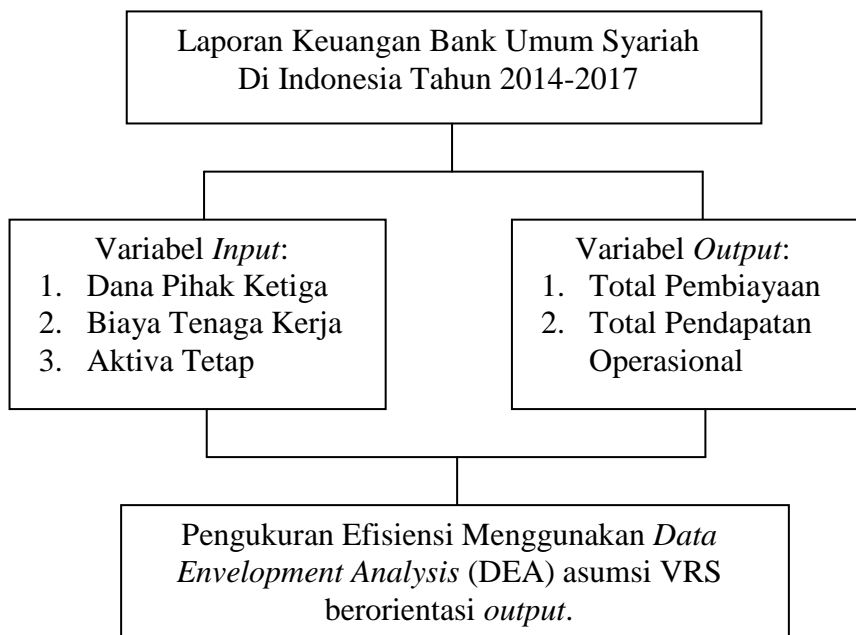 Laporan Keuangan Bank Umum Syariah
Di Indonesia Tahun 2014-2017
Variabel Input:
1. Dana Pihak Ketiga
2. Biaya Tenaga Kerja
3. Aktiva Tetap
Variabel Output:
1. Total Pembiayaan
2. Total Pendapatan
Operasional
Pengukuran Efisiensi Menggunakan Data
Envelopment Analysis (DEA) asumsi VRS
berorientasi output.